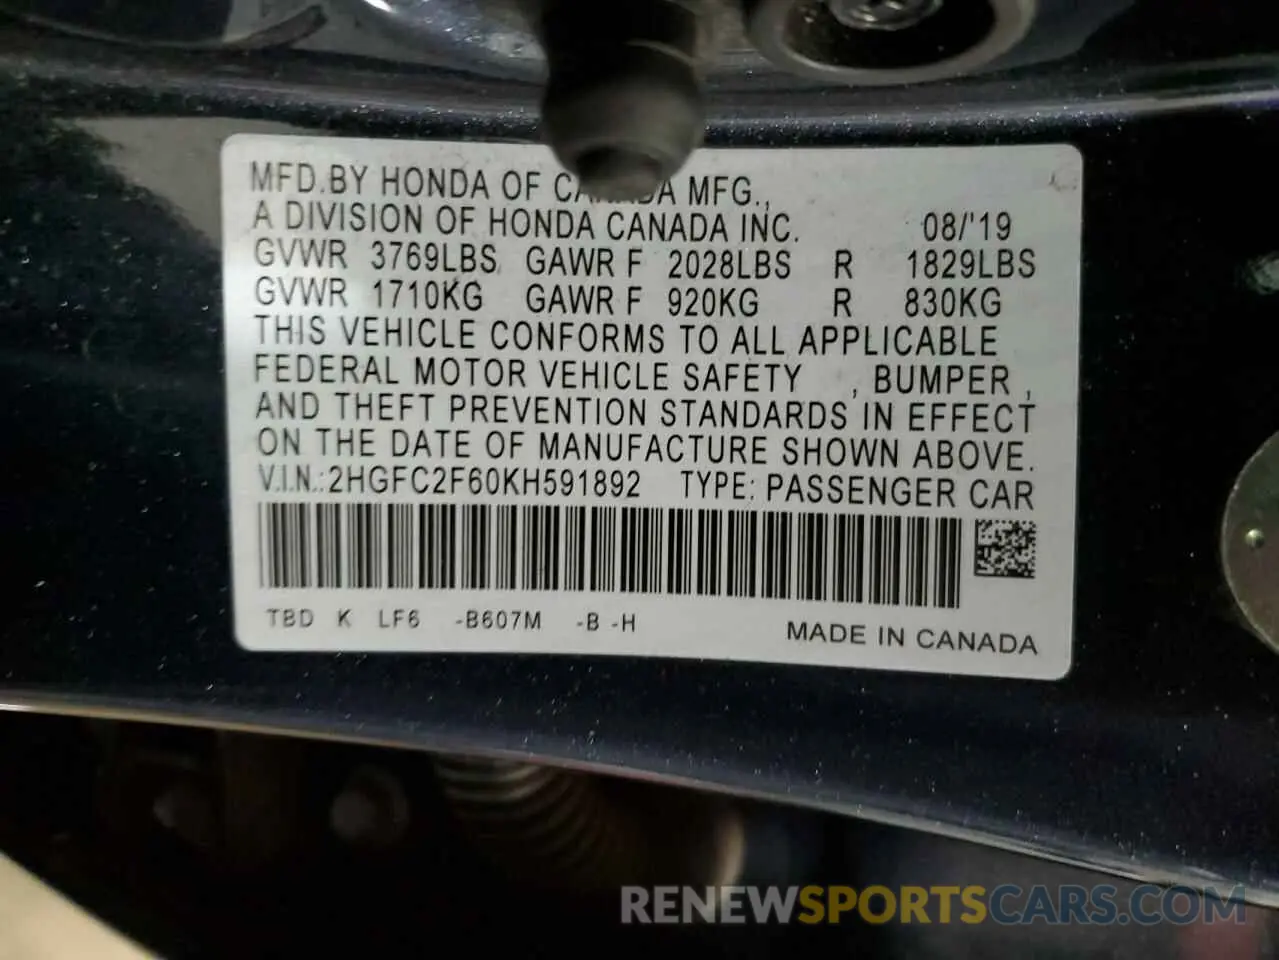 MFD.BY HONDA OF CANADA MFG.,
A DIVISION OF HONDA CANADA INC. 08/'19
GVWR 3769LBS GAWR F 2028LBS R 1829LBS
GVWR 1710KG GAWR F 920KG R 830KG
THIS VEHICLE CONFORMS TO ALL APPLICABLE
FEDERAL MOTOR VEHICLE SAFETY , BUMPER ,
AND THEFT PREVENTION STANDARDS IN EFFECT
ON THE DATE OF MANUFACTURE SHOWN ABOVE.
V.I.N.:2HGFC2F60KH591892 TYPE: PASSENGER CAR
TBD K LF6 -B607M -B -H
MADE IN CANADA
RENEWSPORTSCARS.COM